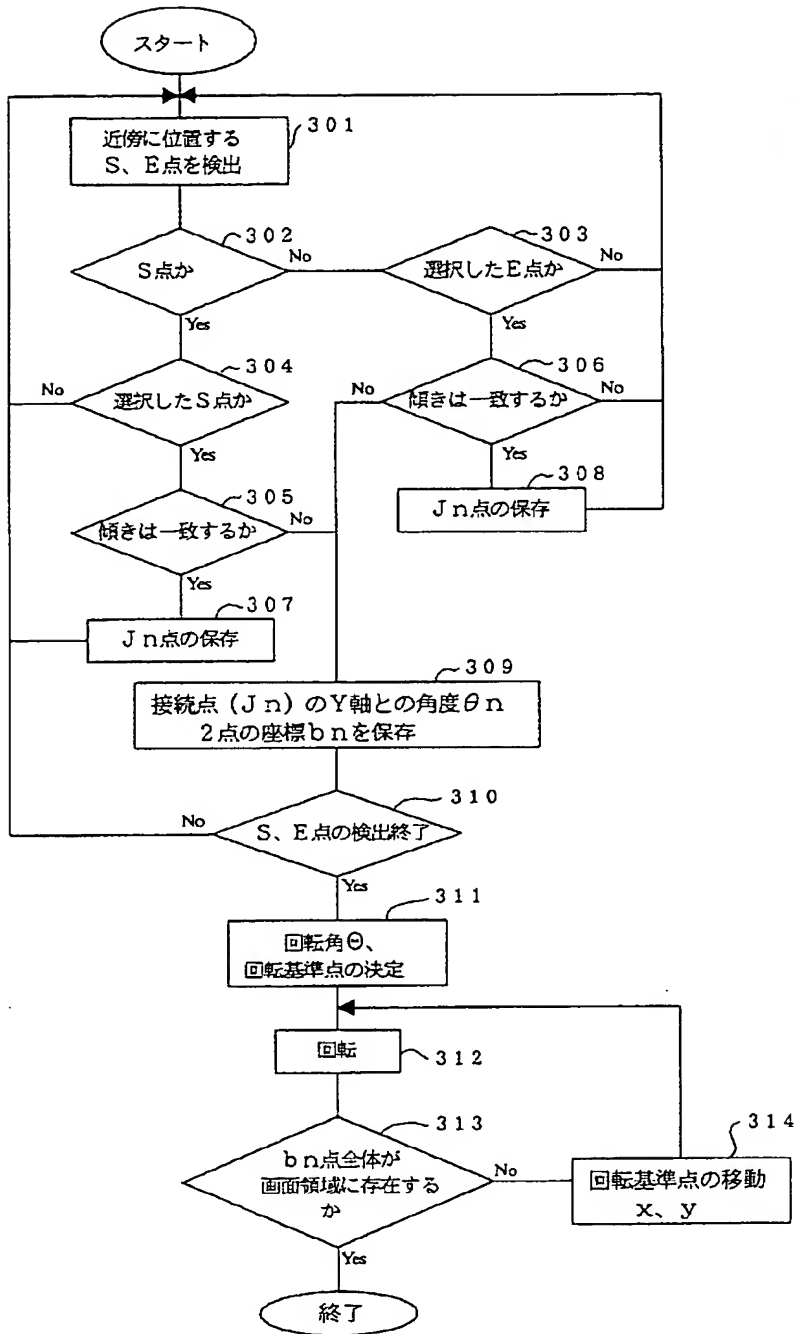 スタート
近傍に位置する
S、E点を検出
301
S点か
302
No
Yes
選択したE点か
303
No
Yes
選択したS点か
304
No
Yes
傾きは一致するか
306
No
No
Yes
傾きは一致するか
305
No
Yes
Jn点の保存
308
Jn点の保存
307
接続点(Jn)のY軸との角度θn
2点の座標bnを保存
309
S、E点の検出終了
310
No
Yes
回転角Θ、
回転基準点の決定
311
回転
312
bn点全体が
画面領域に存在する
か
313
No
Yes
回転基準点の移動
x、y
314
終了